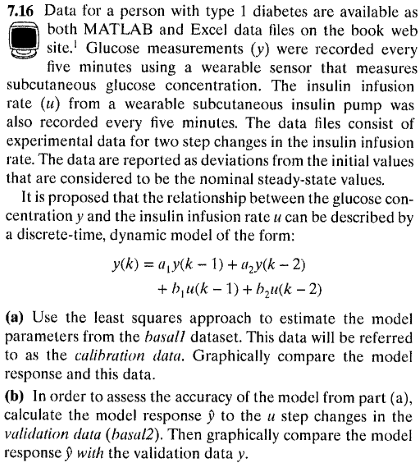 7.16 Data for a person with type 1 diabetes are available as
both MATLAB and Excel data files on the book web
site.¹ Glucose measurements (y) were recorded every
five minutes using a wearable sensor that measures
subcutaneous glucose concentration. The insulin infusion
rate (u) from a wearable subcutaneous insulin pump was
also recorded every five minutes. The data files consist of
experimental data for two step changes in the insulin infusion
rate. The data are reported as deviations from the initial values
that are considered to be the nominal steady-state values.
It is proposed that the relationship between the glucose con-
centration y and the insulin infusion rate u can be described by
a discrete-time, dynamic model of the form:
y(k) = a₁y(k − 1) + a₂y(k − 2)
+ b₁u(k − 1) + b₂u(k − 2)
(a) Use the least squares approach to estimate the model
parameters from the basal1 dataset. This data will be referred
to as the calibration data. Graphically compare the model
response and this data.
(b) In order to assess the accuracy of the model from part (a),
calculate the model response ŷ to the u step changes in the
validation data (basal2). Then graphically compare the model
response ŷ with the validation data y.